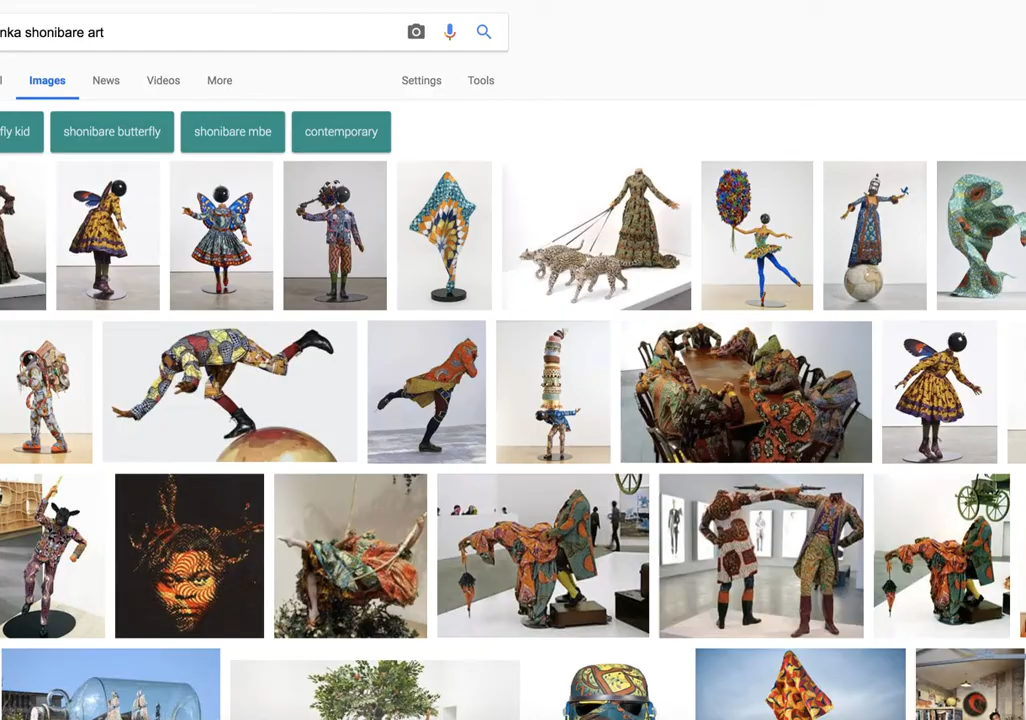 nka shonibare art
Images News Videos More Settings Tools
fly kid shonibare butterfly shonibare mbe contemporary